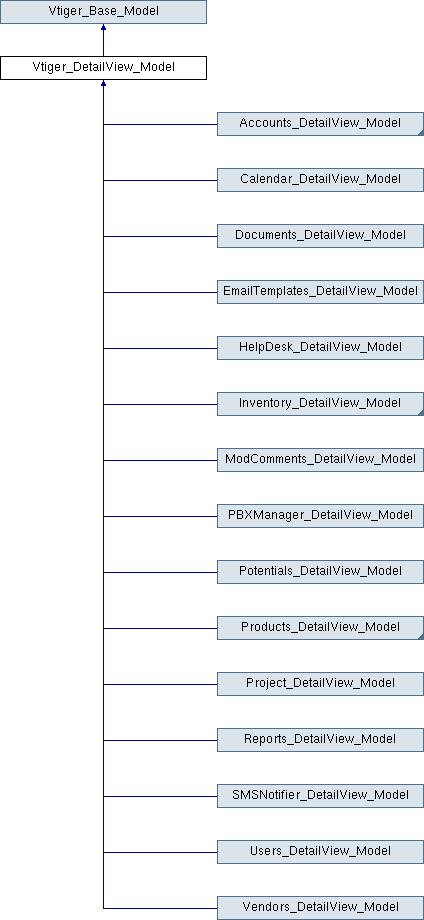 Vtiger_Base_Model
Vtiger_DetailView_Model
Accounts_DetailView_Model
Calendar_DetailView_Model
Documents_DetailView_Model
EmailTemplates_DetailView_Model
HelpDesk_DetailView_Model
Inventory_DetailView_Model
ModComments_DetailView_Model
PBXManager_DetailView_Model
Potentials_DetailView_Model
Products_DetailView_Model
Project_DetailView_Model
Reports_DetailView_Model
SMSNotifier_DetailView_Model
Users_DetailView_Model
Vendors_DetailView_Model